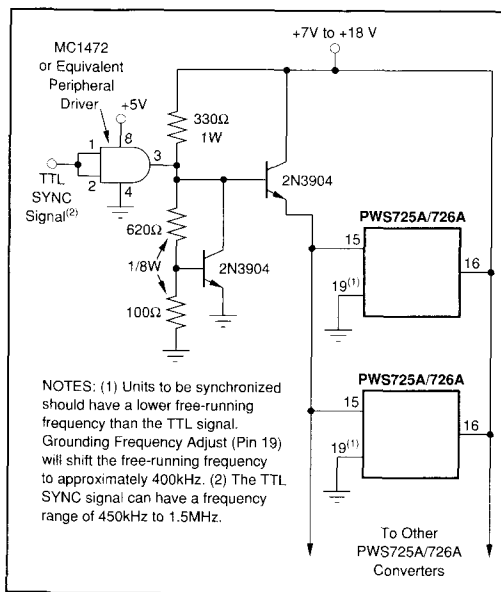 MC1472
or Equivalent
Peripheral
Driver
+5V
+7V to +18 V
330Ω
1W
1
8
3
2
4
TTL
SYNC
Signal(2)
2N3904
620Ω
1/8W
2N3904
100Ω
PWS725A/726A
15
16
19(1)
PWS725A/726A
15
16
19(1)
NOTES: (1) Units to be synchronized
should have a lower free-running
frequency than the TTL signal.
Grounding Frequency Adjust (Pin 19)
will shift the free-running frequency
to approximately 400kHz. (2) The TTL
SYNC signal can have a frequency
range of 450kHz to 1.5MHz.
To Other
PWS725A/726A
Converters